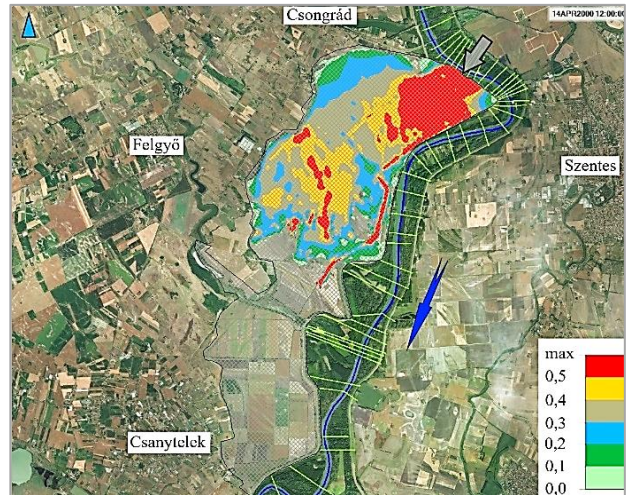 Csongrád
14APR2000 12:00:00
Felgyő
Szentes
Csanytelek
max
0,5
0,4
0,3
0,2
0,1
0,0